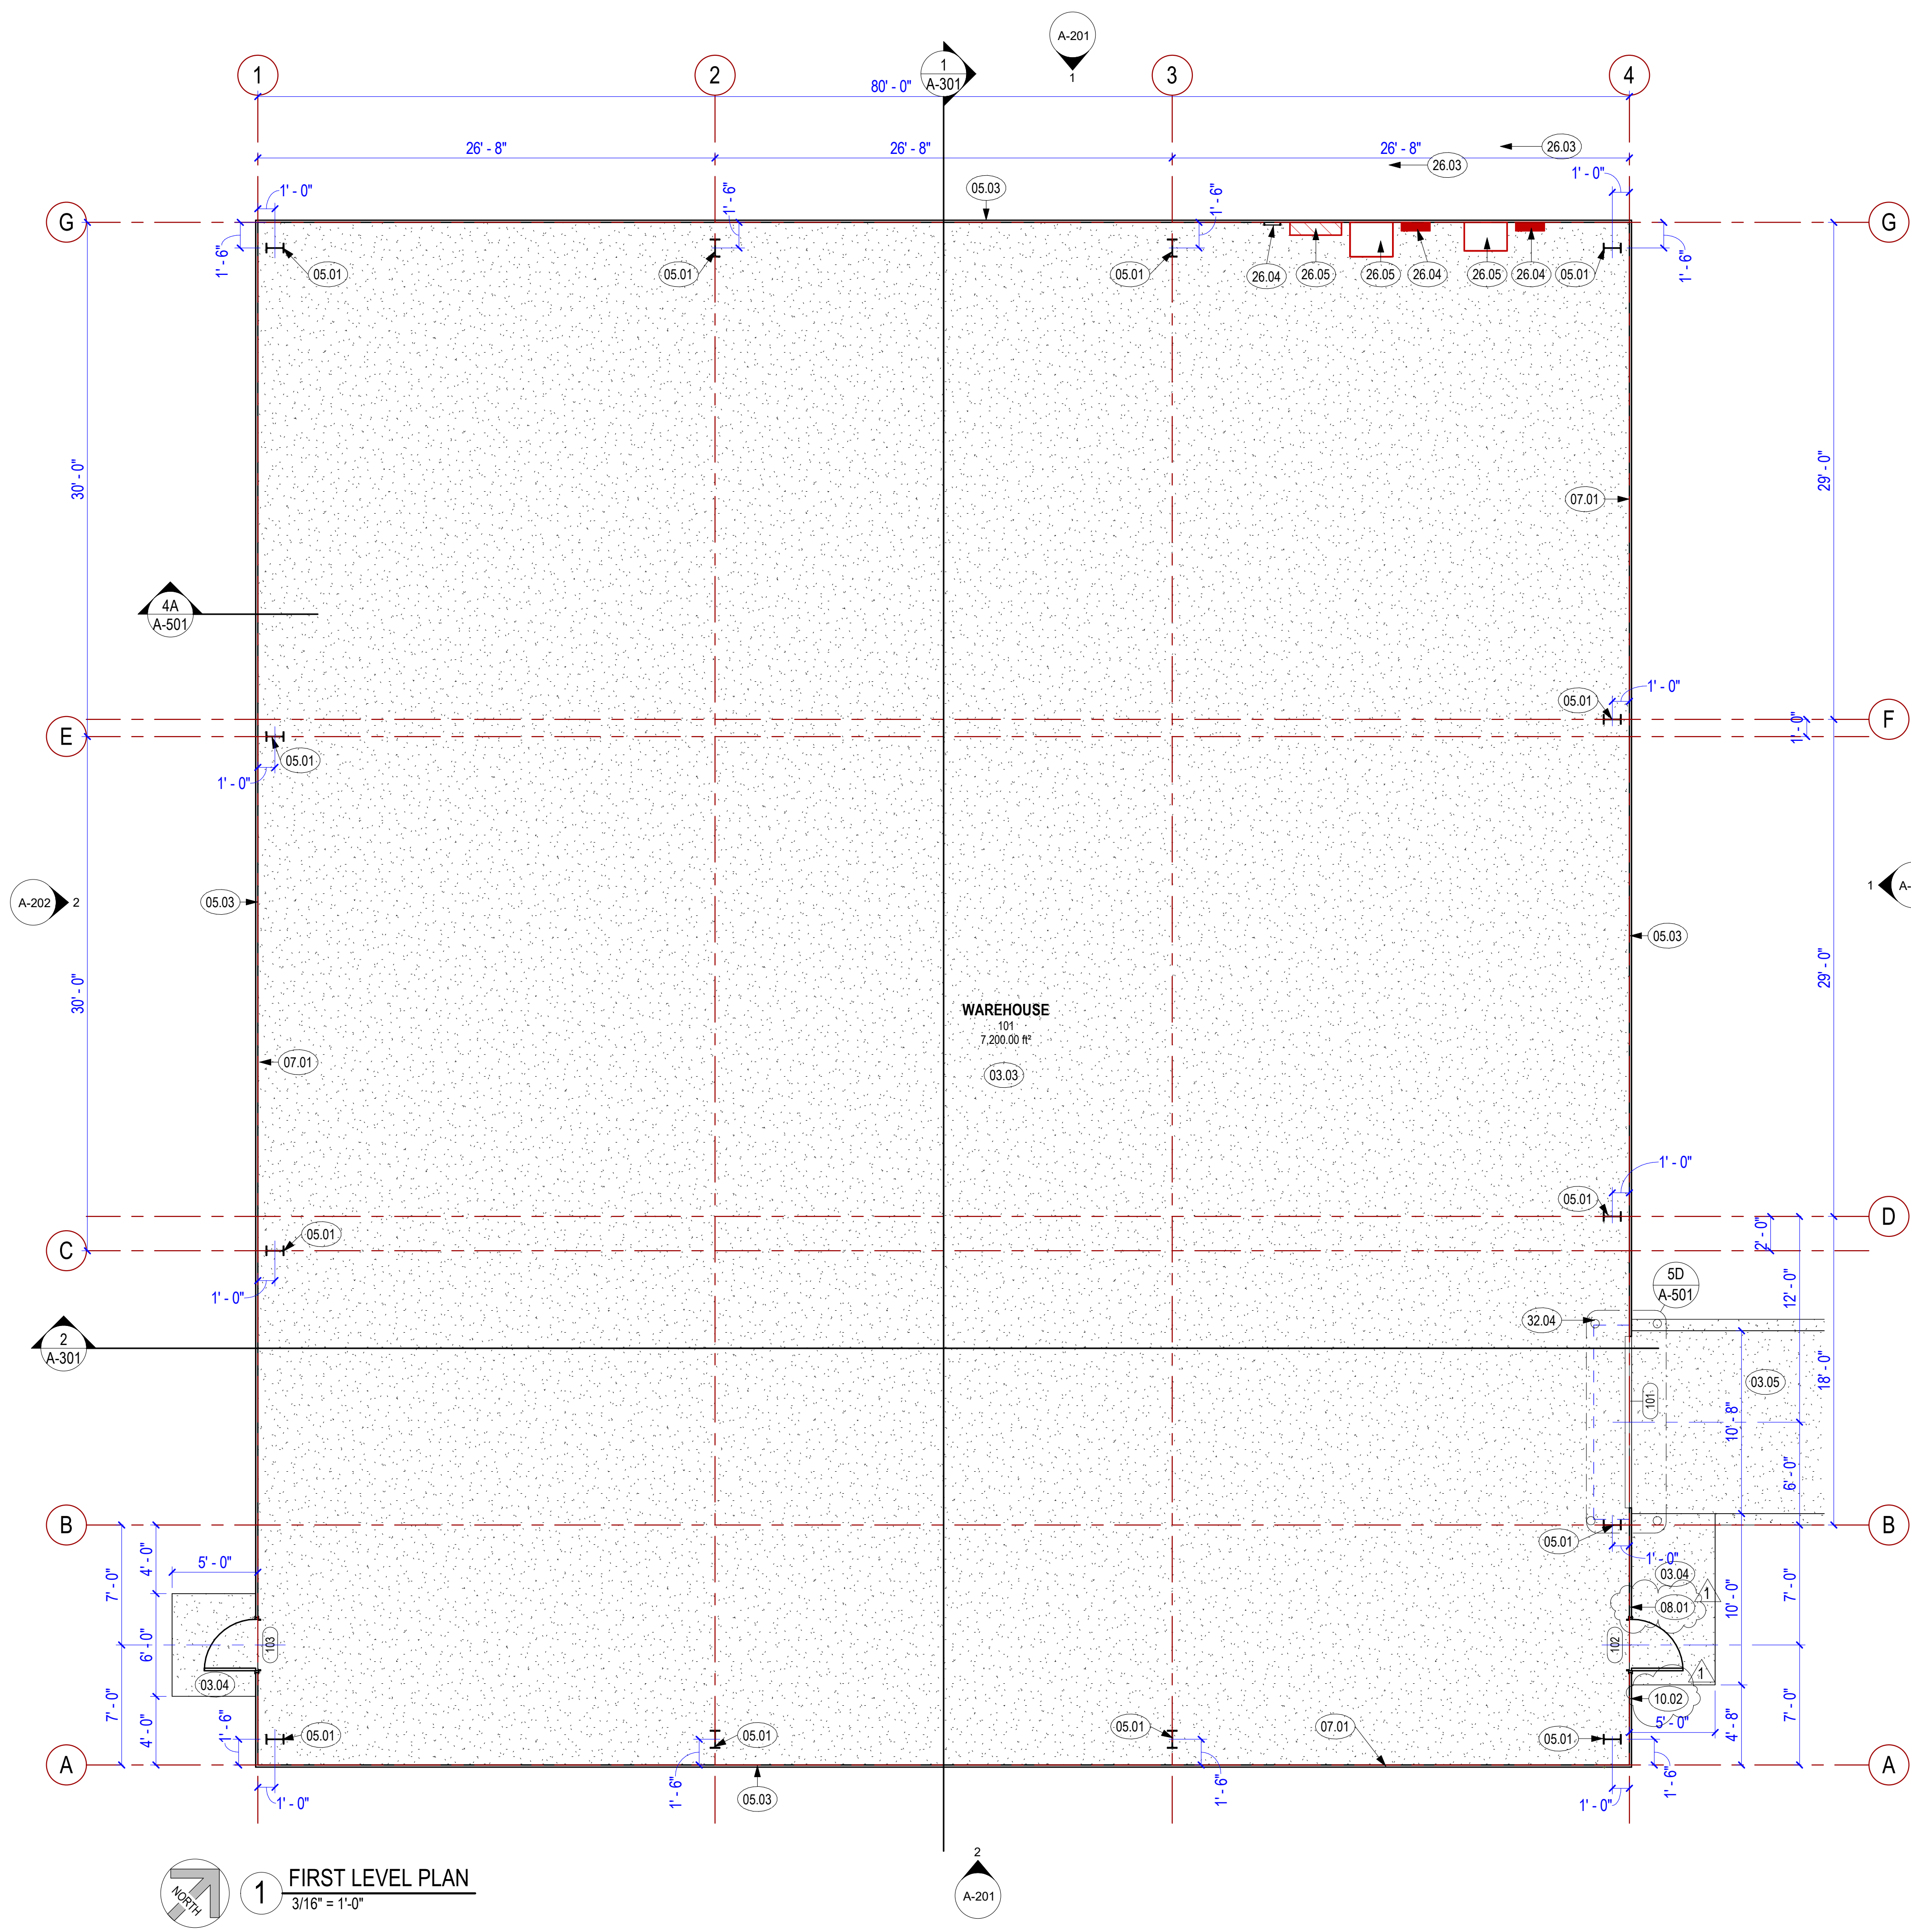 A-201
1
1
A-301
1
2
3
4
80' - 0"
26' - 8"
26' - 8"
26' - 8"
26.03
26.03
1' - 0"
1' - 6"
05.03
1' - 6"
1' - 0"
G
G
1' - 6"
05.01
05.01
05.01
26.04
26.05
26.05
26.04
26.05
26.04
05.01
1' - 6"
30' - 0"
29' - 0"
07.01
4A
A-501
05.01
1' - 0"
F
E
1' - 0"
05.01
1' - 0"
A-202
2
05.03
1
A-
05.03
30' - 0"
29' - 0"
WAREHOUSE
101
7,200.00 ft²
03.03
07.01
1' - 0"
05.01
D
05.01
C
2' - 0"
1' - 0"
5D
A-501
12' - 0"
32.04
2
A-301
03.05
18' - 0"
101
10' - 8"
6' - 0"
B
B
05.01
1' - 0"
4' - 0"
5' - 0"
7' - 0"
03.04
1
08.01
10' - 0"
7' - 0"
6' - 0"
103
102
03.04
1
10.02
5' - 0"
7' - 0"
4' - 0"
1' - 6"
05.01
05.01
05.01
07.01
05.01
4' - 8"
7' - 0"
A
A
1' - 6"
05.03
1' - 6"
1' - 6"
1' - 0"
1' - 0"
2
A-201
NORTH
1
FIRST LEVEL PLAN
3/16" = 1'-0"